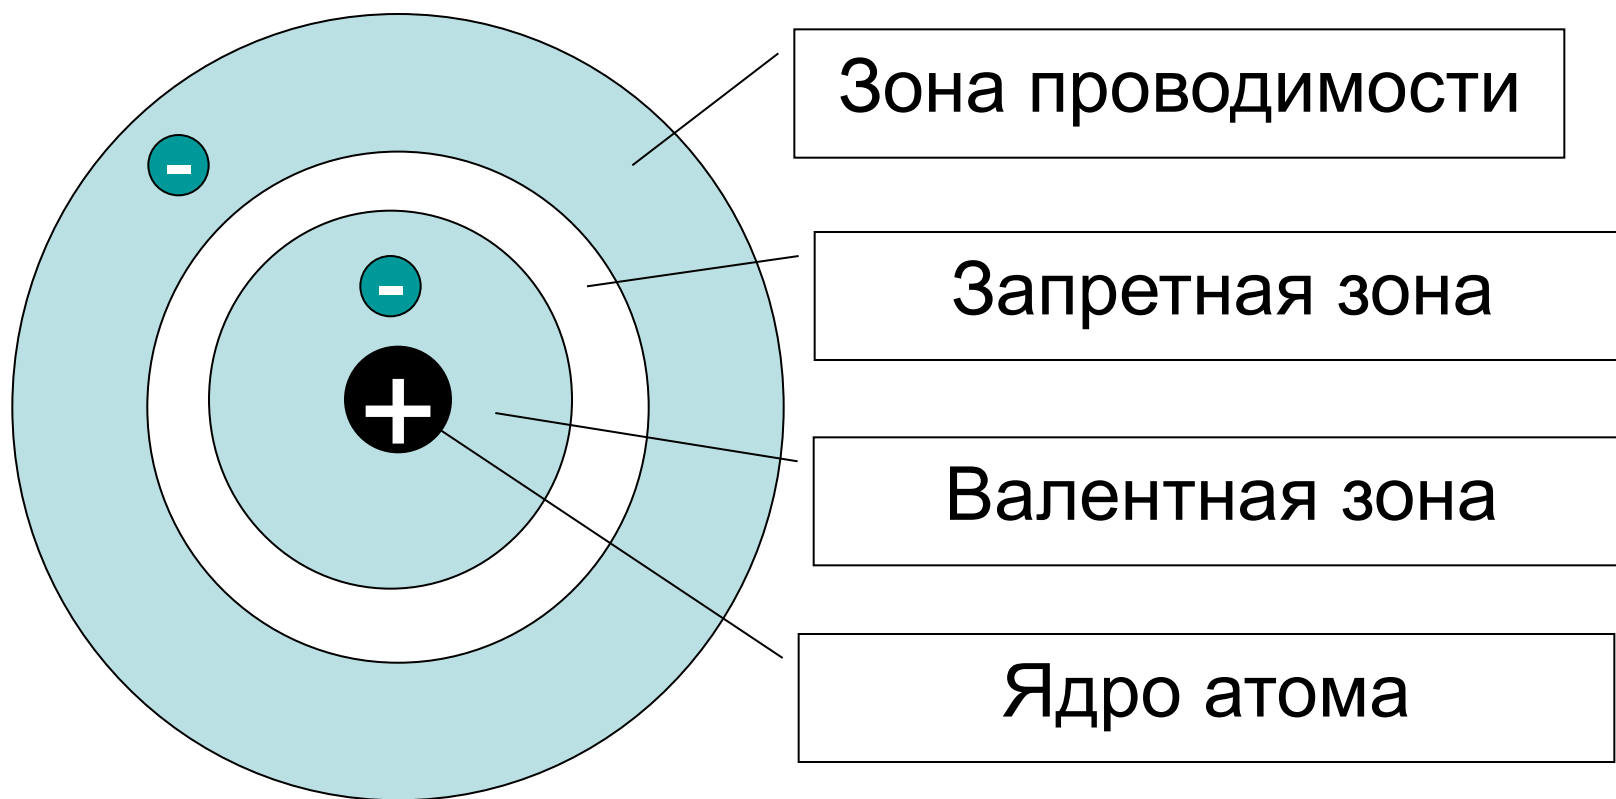 Зона проводимости
-
Запретная зона
-
+
Валентная зона
Ядро атома